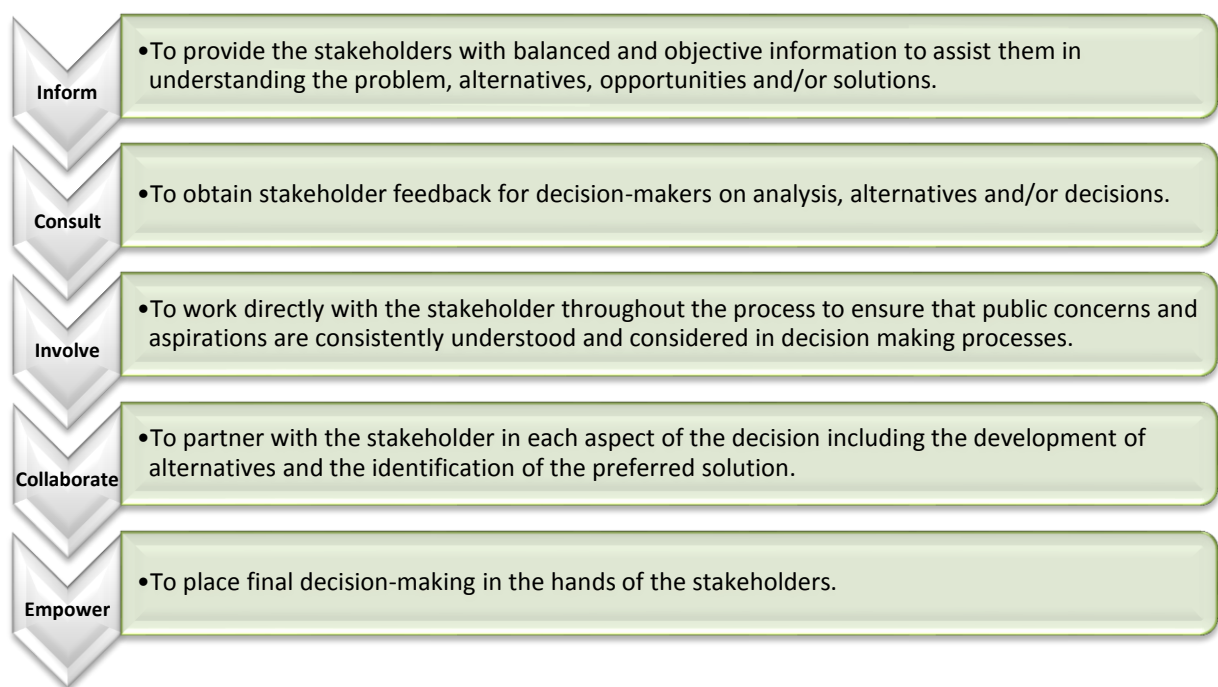 Inform
•To provide the stakeholders with balanced and objective information to assist them in
understanding the problem, alternatives, opportunities and/or solutions.
Consult
•To obtain stakeholder feedback for decision-makers on analysis, alternatives and/or decisions.
Involve
•To work directly with the stakeholder throughout the process to ensure that public concerns and
aspirations are consistently understood and considered in decision making processes.
Collaborate
•To partner with the stakeholder in each aspect of the decision including the development of
alternatives and the identification of the preferred solution.
Empower
•To place final decision-making in the hands of the stakeholders.